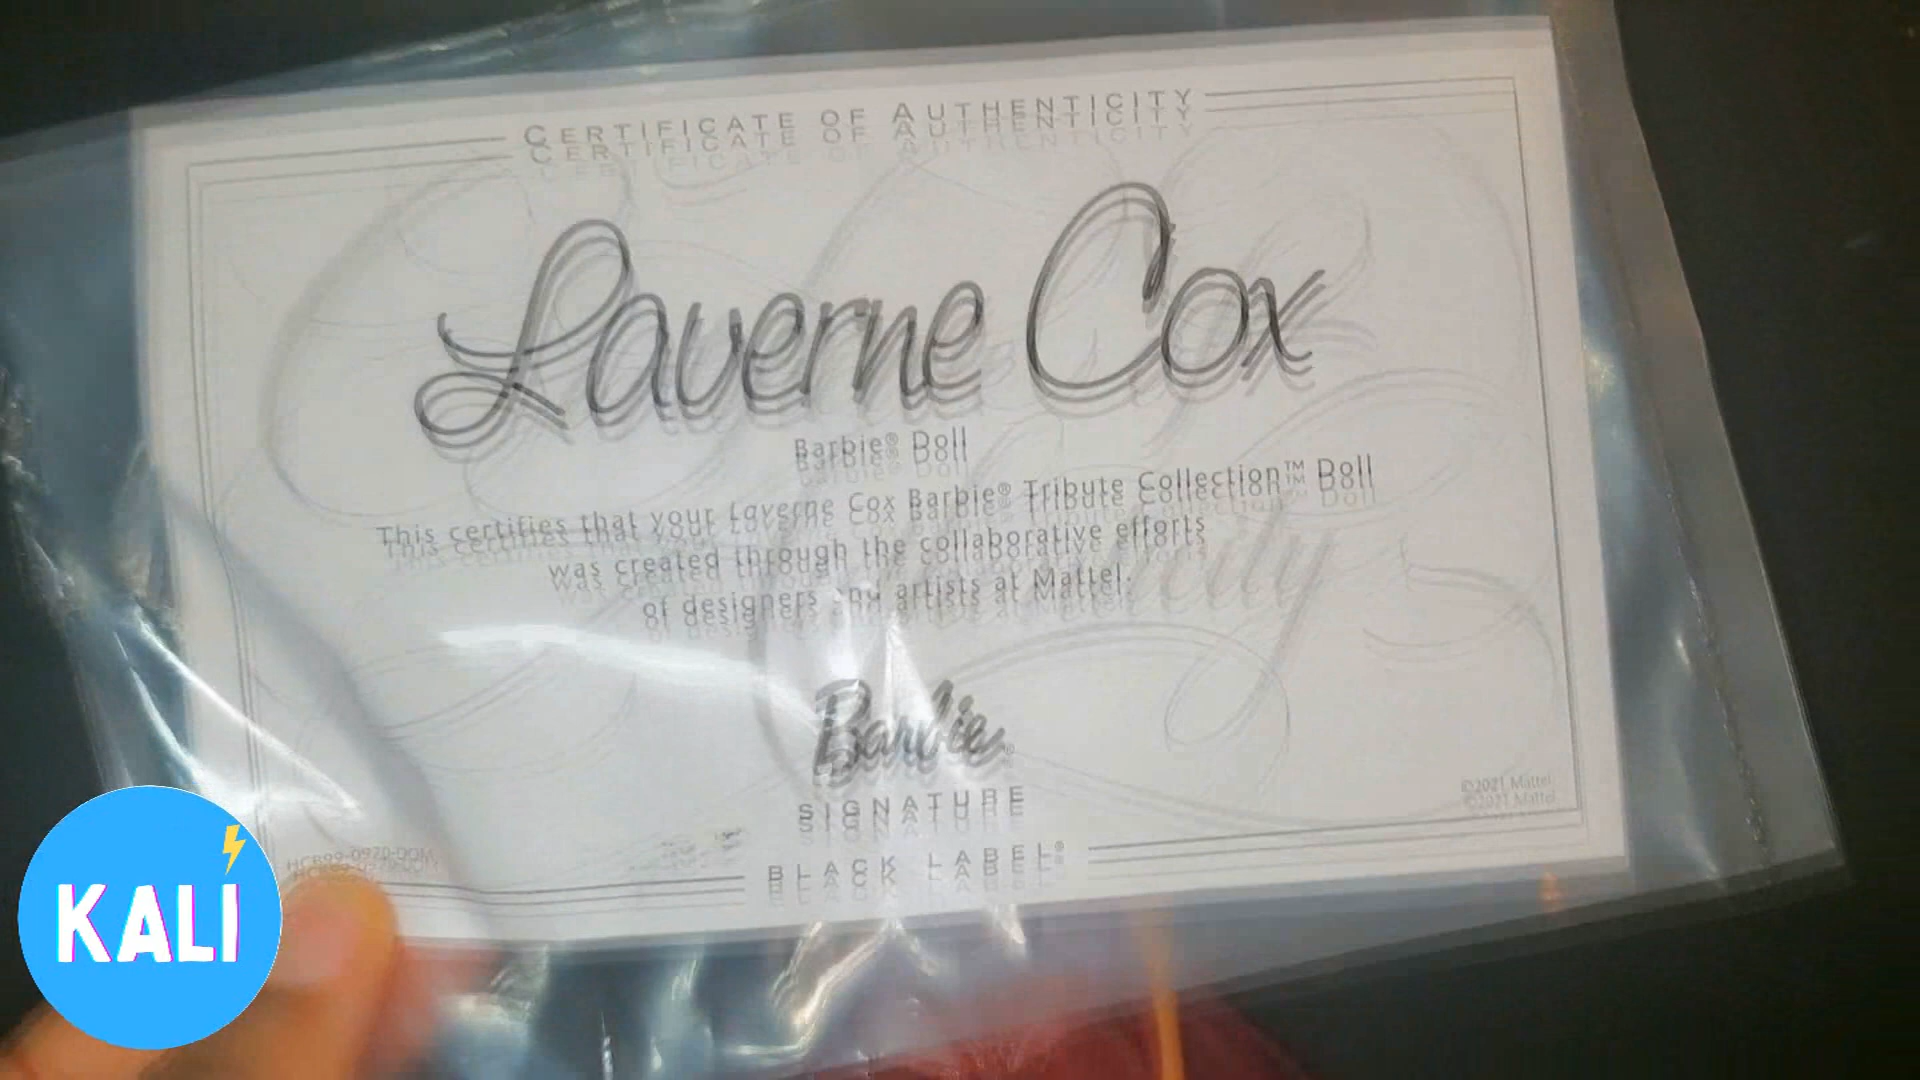 CERTIFICATE OF AUTHENTICITY
Laverne Cox
Barbie® Doll
This certifies that your Laverne Cox Barbie® Tribute Collection™ Doll
was created through the collaborative efforts
of designers and artists at Mattel.
Barbie®
SIGNATURE
©2021 Mattel
BLACK LABEL®
KALI